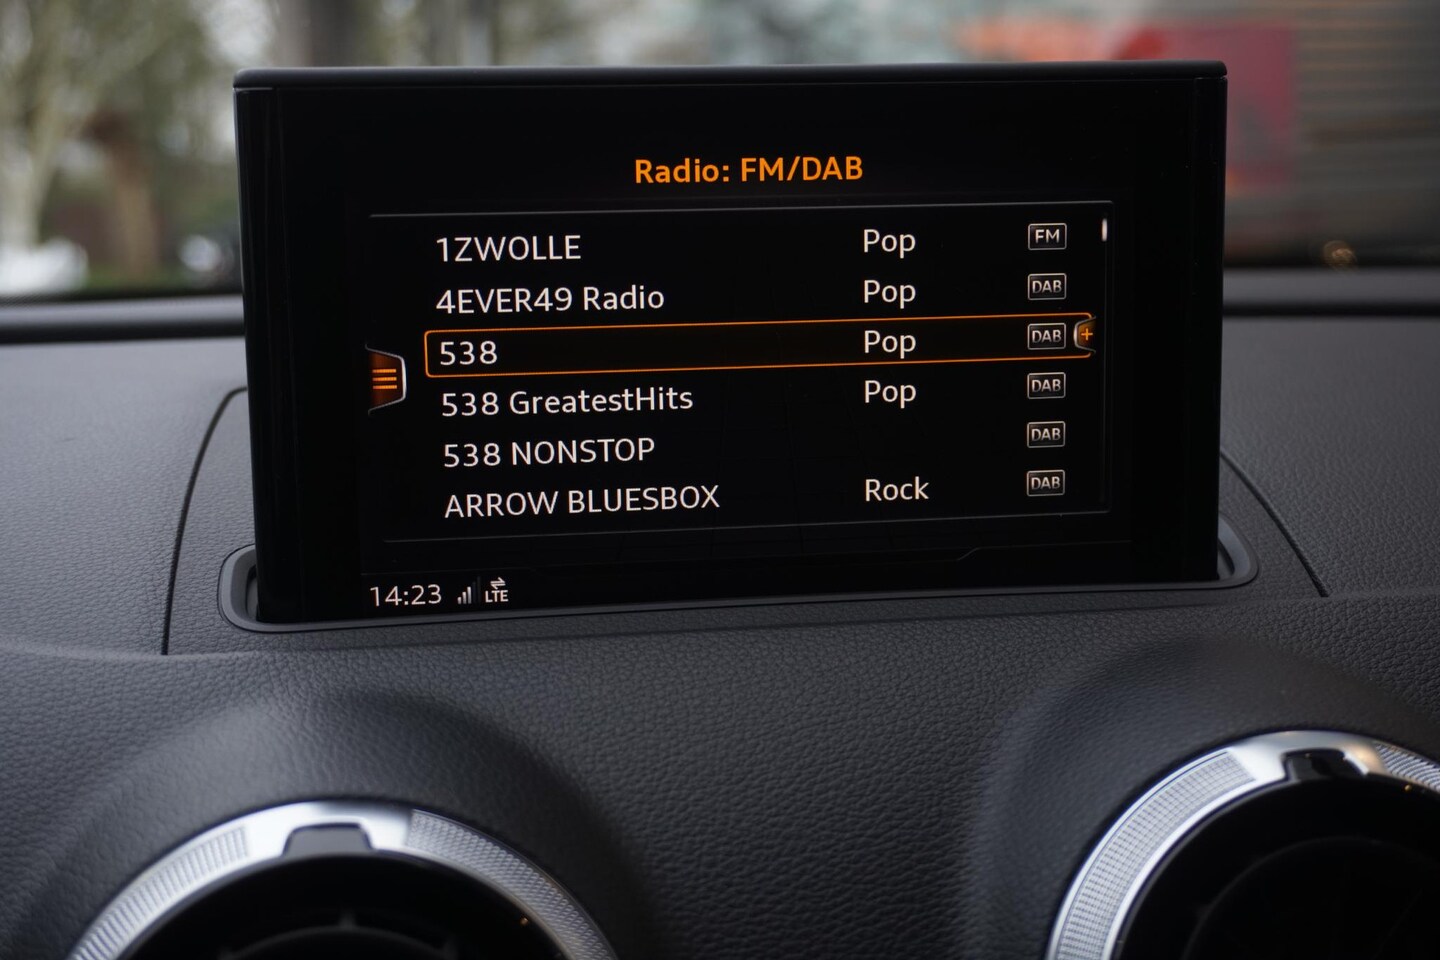 Radio: FM/DAB
1ZWOLLE Pop FM
4EVER49 Radio Pop DAB
538 Pop DAB +
538 GreatestHits Pop DAB
538 NONSTOP DAB
ARROW BLUESBOX Rock DAB
14:23 LTE